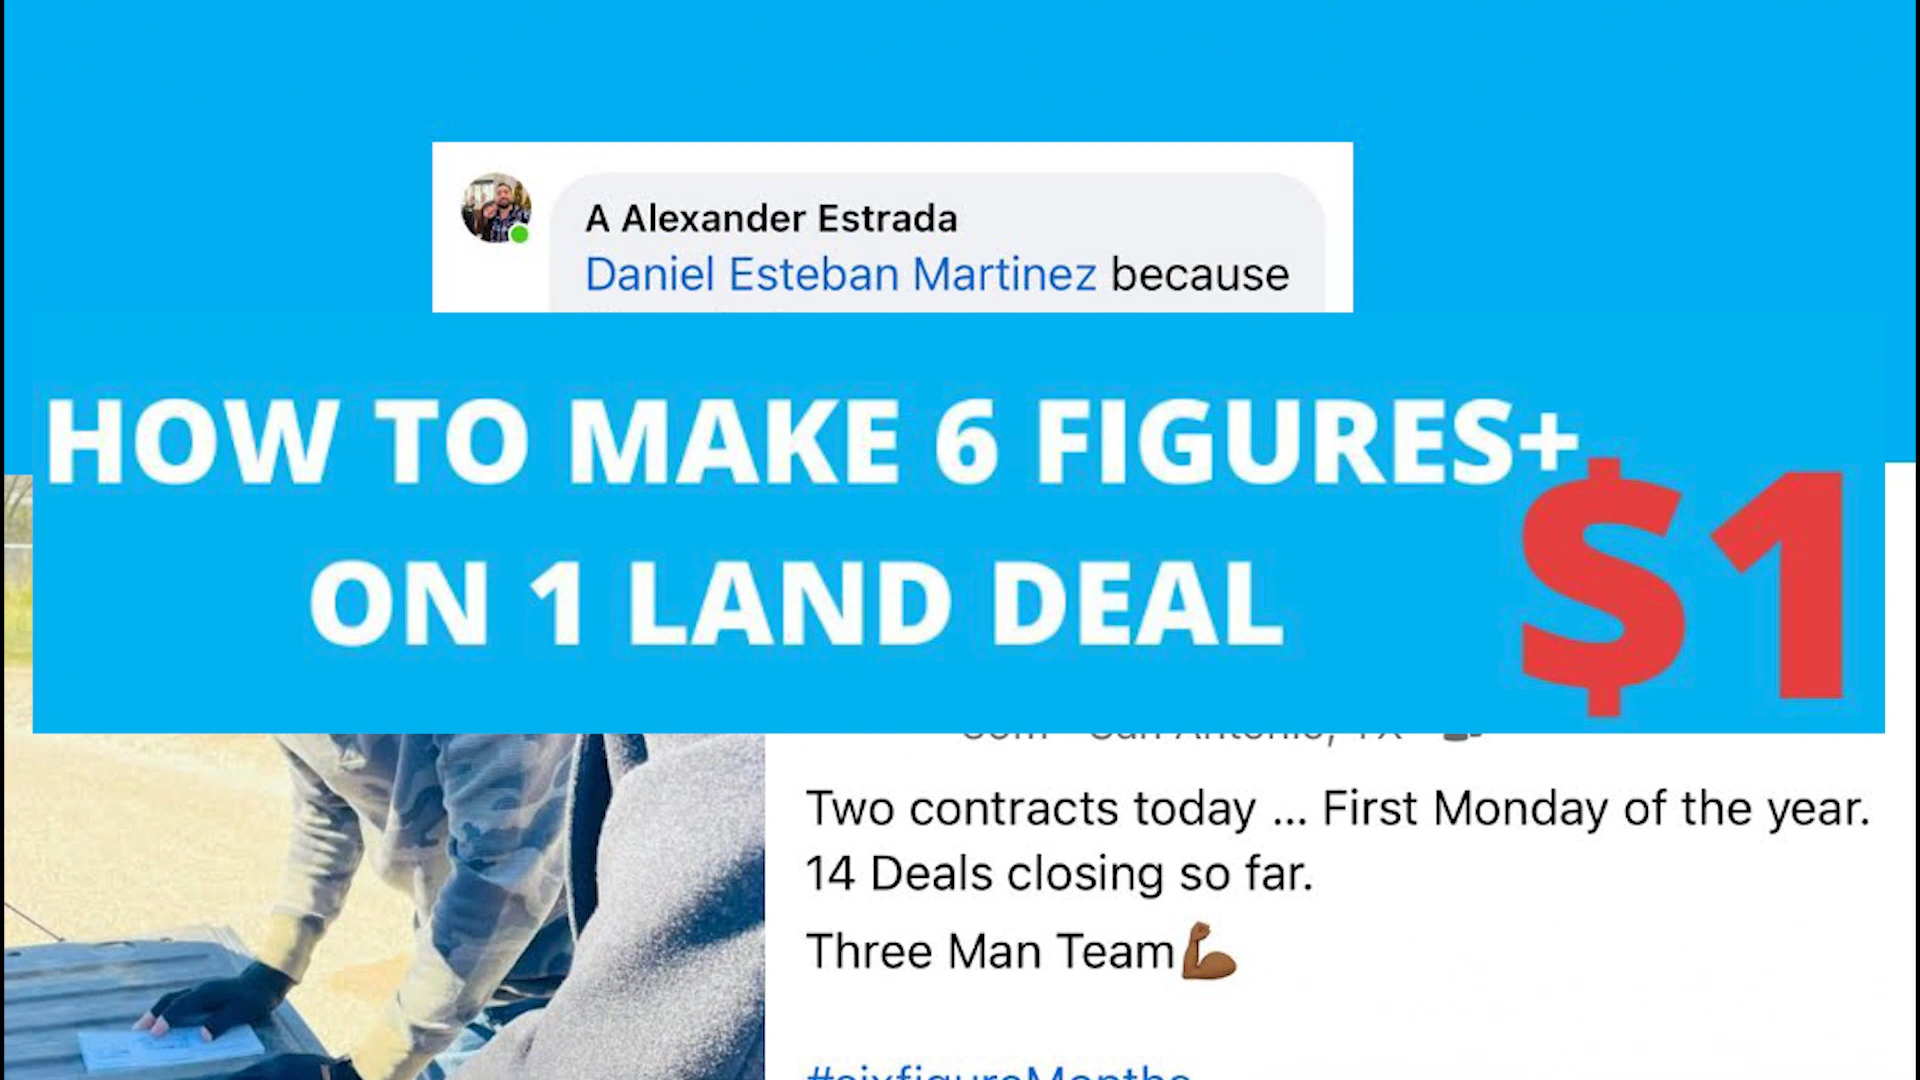 A Alexander Estrada
Daniel Esteban Martinez because
HOW TO MAKE 6 FIGURES+
ON 1 LAND DEAL
$1
Two contracts today ... First Monday of the year.
14 Deals closing so far.
Three Man Team💪🏾